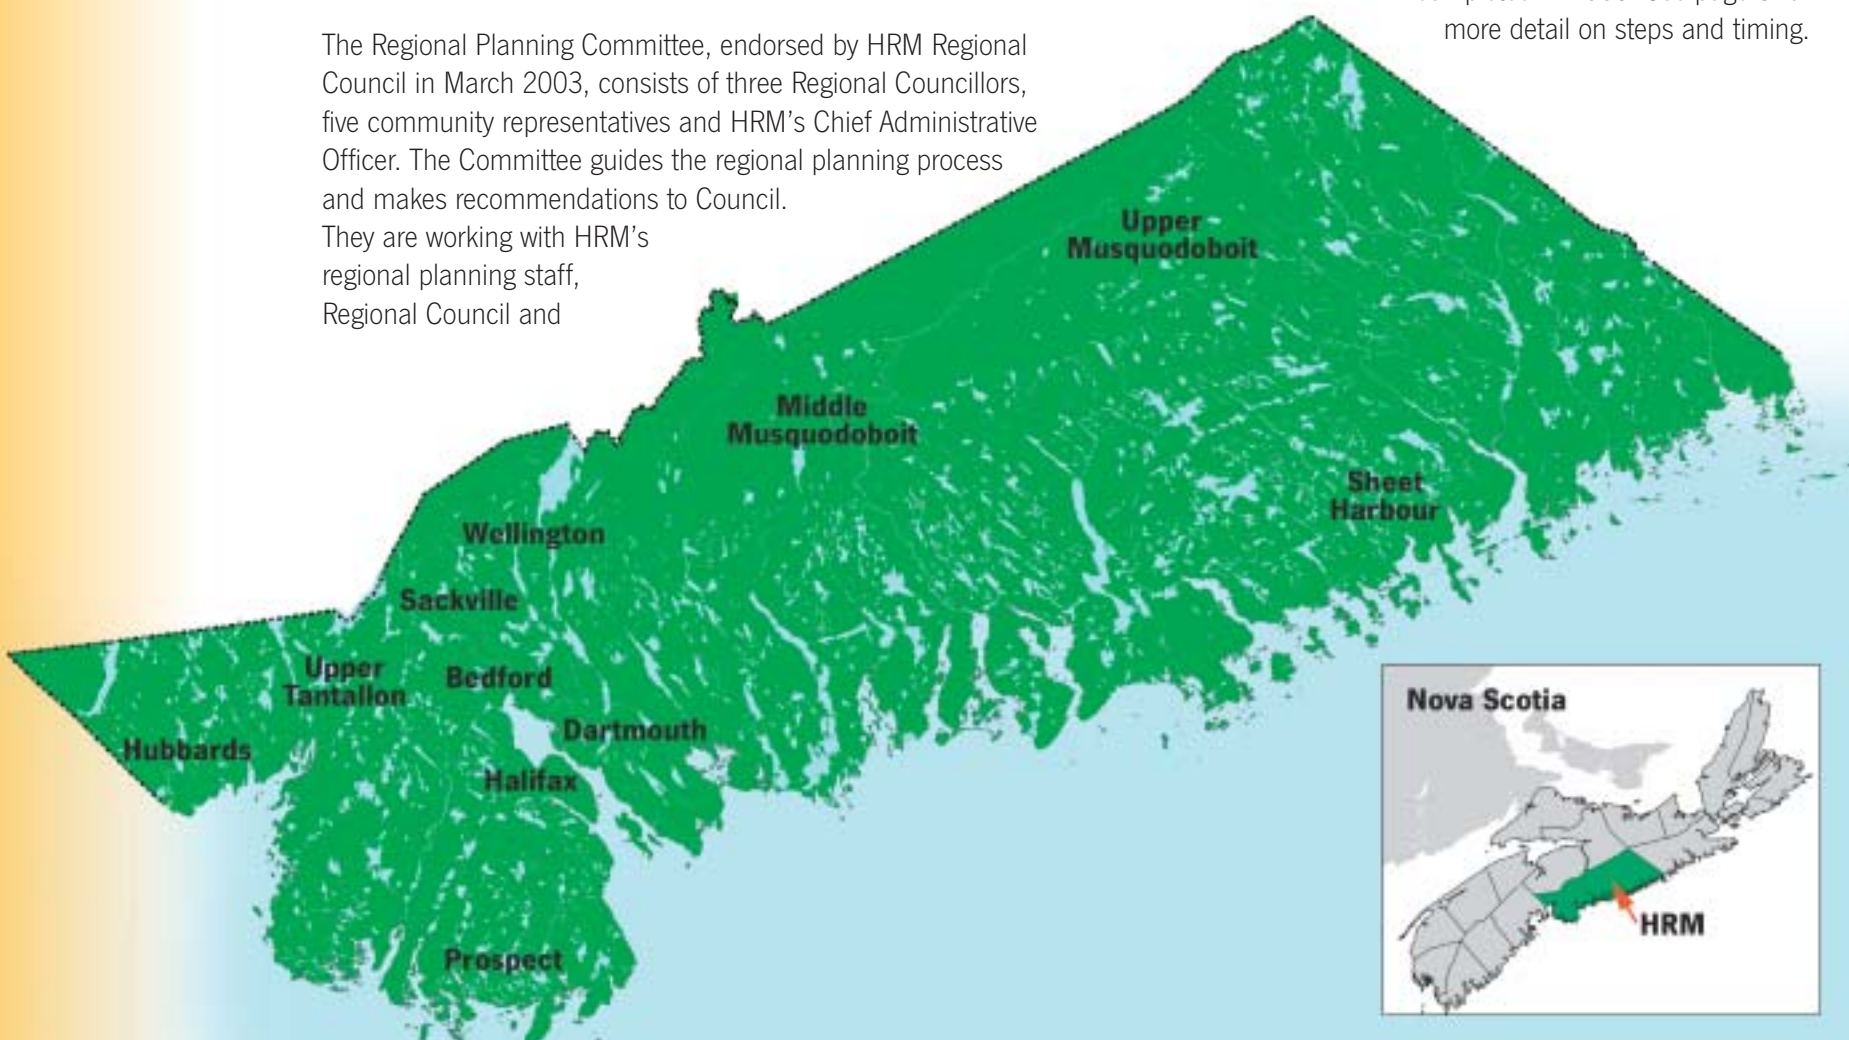 The Regional Planning Committee, endorsed by HRM Regional
Council in March 2003, consists of three Regional Councillors,
five community representatives and HRM’s Chief Administrative
Officer. The Committee guides the regional planning process
and makes recommendations to Council.
They are working with HRM’s
regional planning staff,
Regional Council and
more detail on steps and timing.
Upper
Musquodoboit
Middle
Musquodoboit
Sheet
Harbour
Wellington
Sackville
Upper
Tantallon
Bedford
Dartmouth
Hubbards
Halifax
Prospect
Nova Scotia
HRM